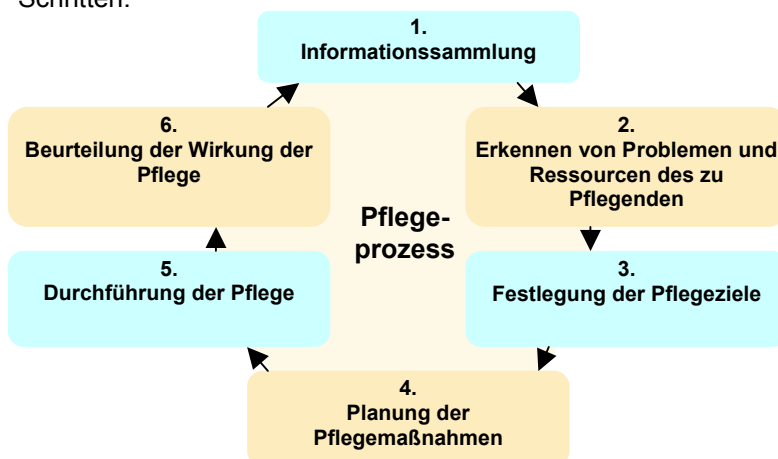 Schritten:
1.
Informationssammlung
2.
Erkennen von Problemen und
Ressourcen des zu
Pflegenden
3.
Festlegung der Pflegeziele
4.
Planung der
Pflegemaßnahmen
5.
Durchführung der Pflege
6.
Beurteilung der Wirkung der
Pflege
Pflege-
prozess